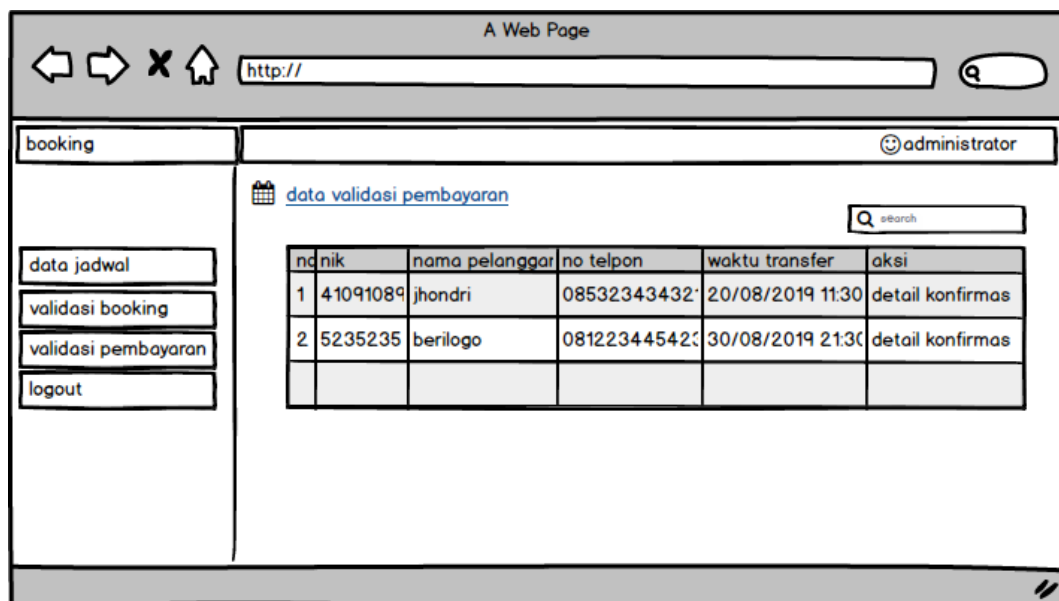 A Web Page
http://
booking
administrator
data validasi pembayaran
search
data jadwal
validasi booking
validasi pembayaran
logout
no nik nama pelanggar no telpon waktu transfer aksi
1 41091089 jhondri 08532343432 20/08/2019 11:30 detail konfirmas
2 5235235 berilogo 081223445423 30/08/2019 21:30 detail konfirmas